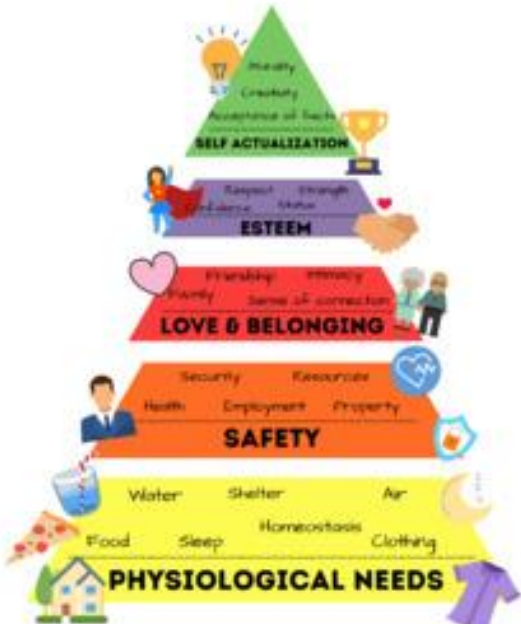 Morality
Creativity
Acceptance of facts
SELF ACTUALIZATION
Respect Strength
Confidence Status
ESTEEM
Friendship Intimacy
Family Sense of connection
LOVE & BELONGING
Security Resources
Health Employment Property
SAFETY
Water Shelter Air
Food Sleep Homeostasis Clothing
PHYSIOLOGICAL NEEDS